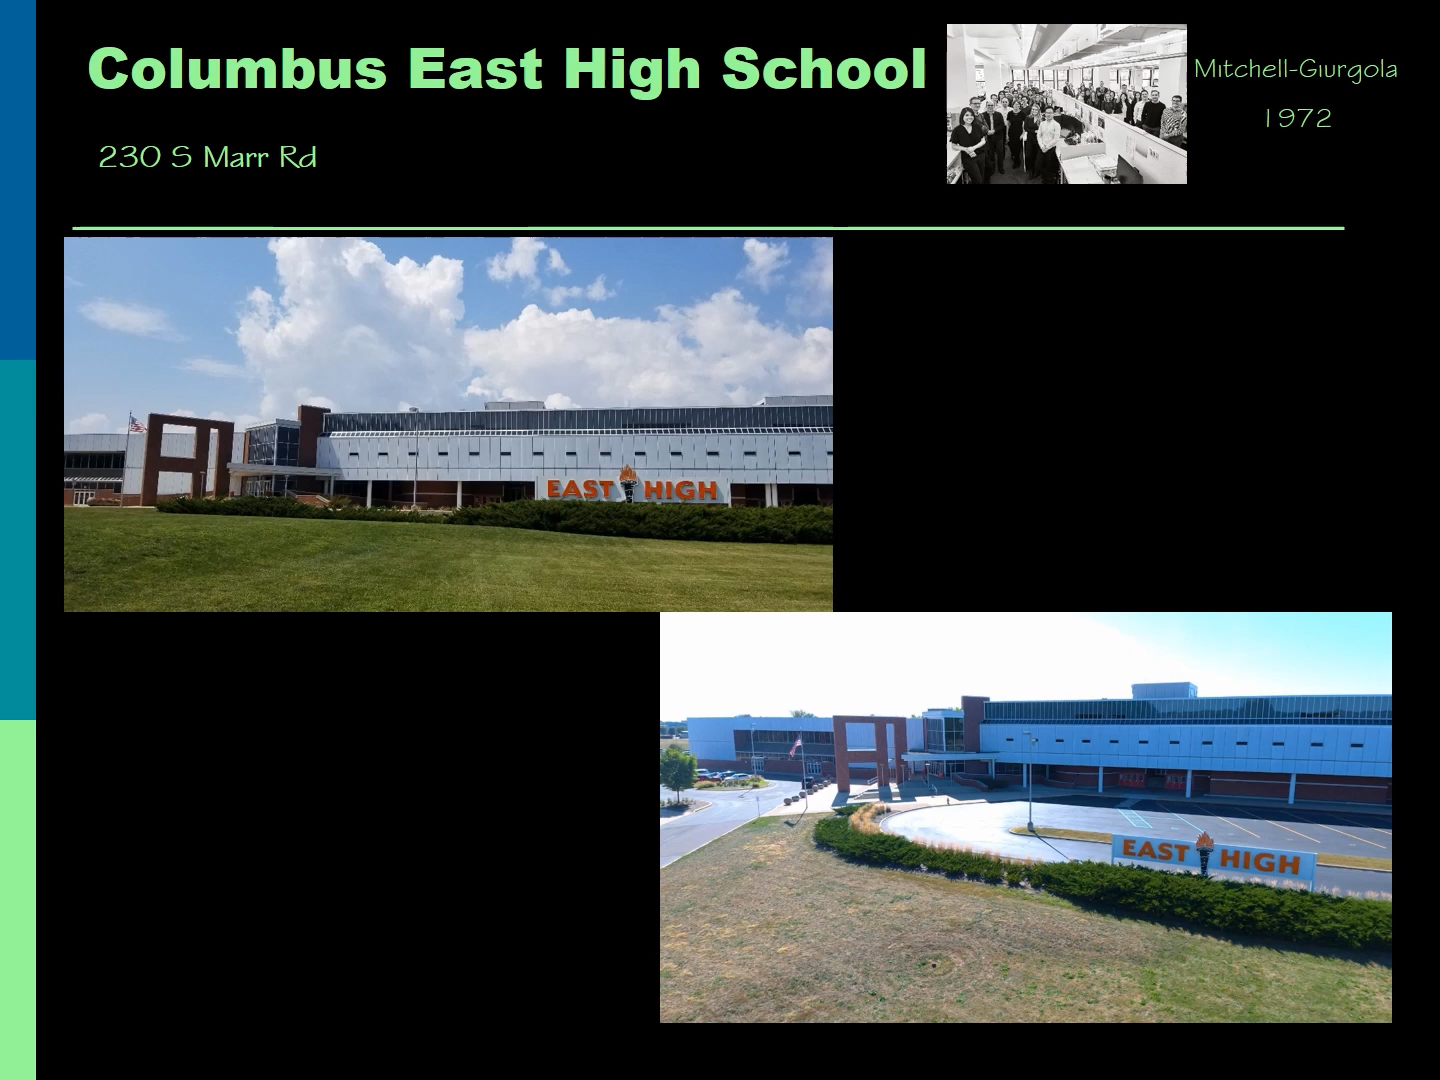 Columbus East High School
Mitchell-Giurgola
1972
230 S Marr Rd
EAST HIGH
EAST HIGH